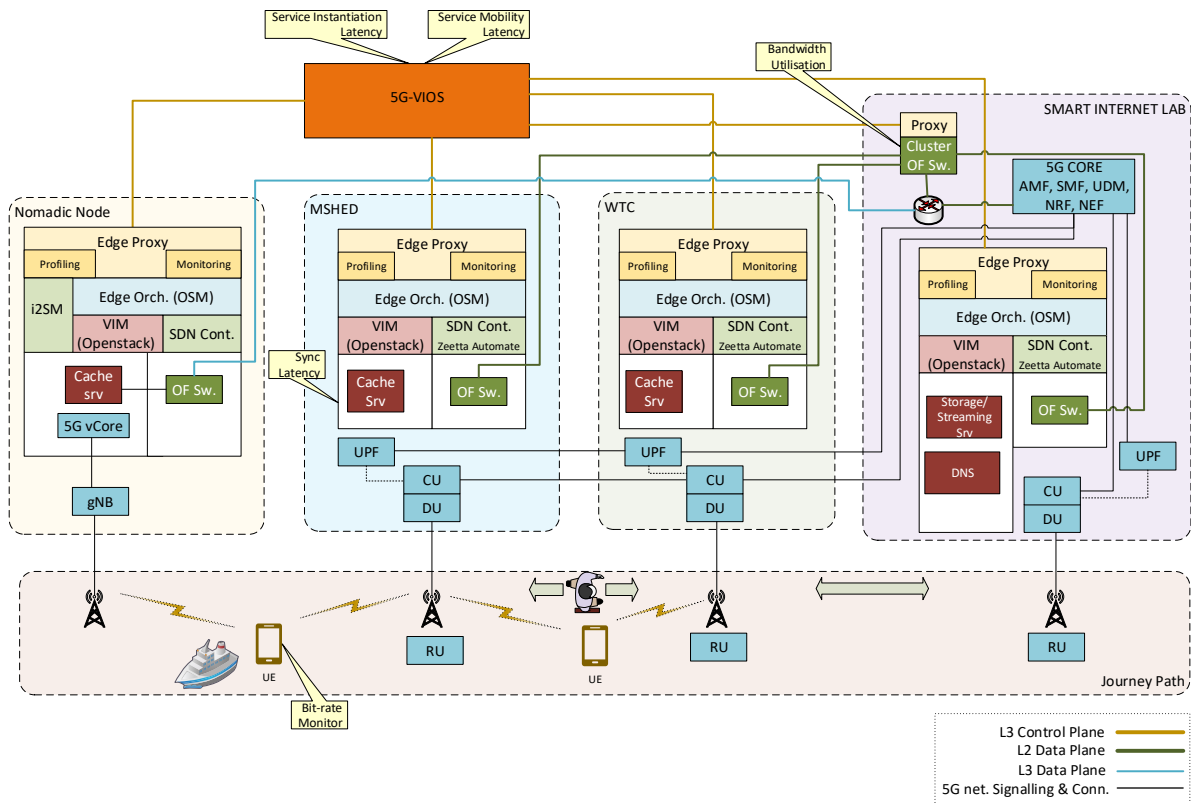 Service Instantiation
Latency
Service Mobility
Latency
Bandwidth
Utilisation
5G-VIOS
SMART INTERNET LAB
Proxy
Cluster
OF Sw.
5G CORE
AMF, SMF, UDM,
NRF, NEF
Nomadic Node
Edge Proxy
Profiling
Monitoring
i2SM
Edge Orch. (OSM)
VIM
(Openstack)
SDN Cont.
Cache
srv
OF Sw.
5G vCore
gNB
MSHED
Edge Proxy
Profiling
Monitoring
Edge Orch. (OSM)
VIM
(Openstack)
SDN Cont.
Zeetta Automate
Sync
Latency
Cache
Srv
OF Sw.
UPF
CU
DU
WTC
Edge Proxy
Profiling
Monitoring
Edge Orch. (OSM)
VIM
(Openstack)
SDN Cont.
Zeetta Automate
Cache
Srv
OF Sw.
UPF
CU
DU
Edge Proxy
Profiling
Monitoring
Edge Orch. (OSM)
VIM
(Openstack)
SDN Cont.
Zeetta Automate
Storage/
Streaming
Srv
OF Sw.
DNS
UPF
CU
DU
UE
RU
UE
RU
RU
Bit-rate
Monitor
Journey Path
L3 Control Plane
L2 Data Plane
L3 Data Plane
5G net. Signalling & Conn.